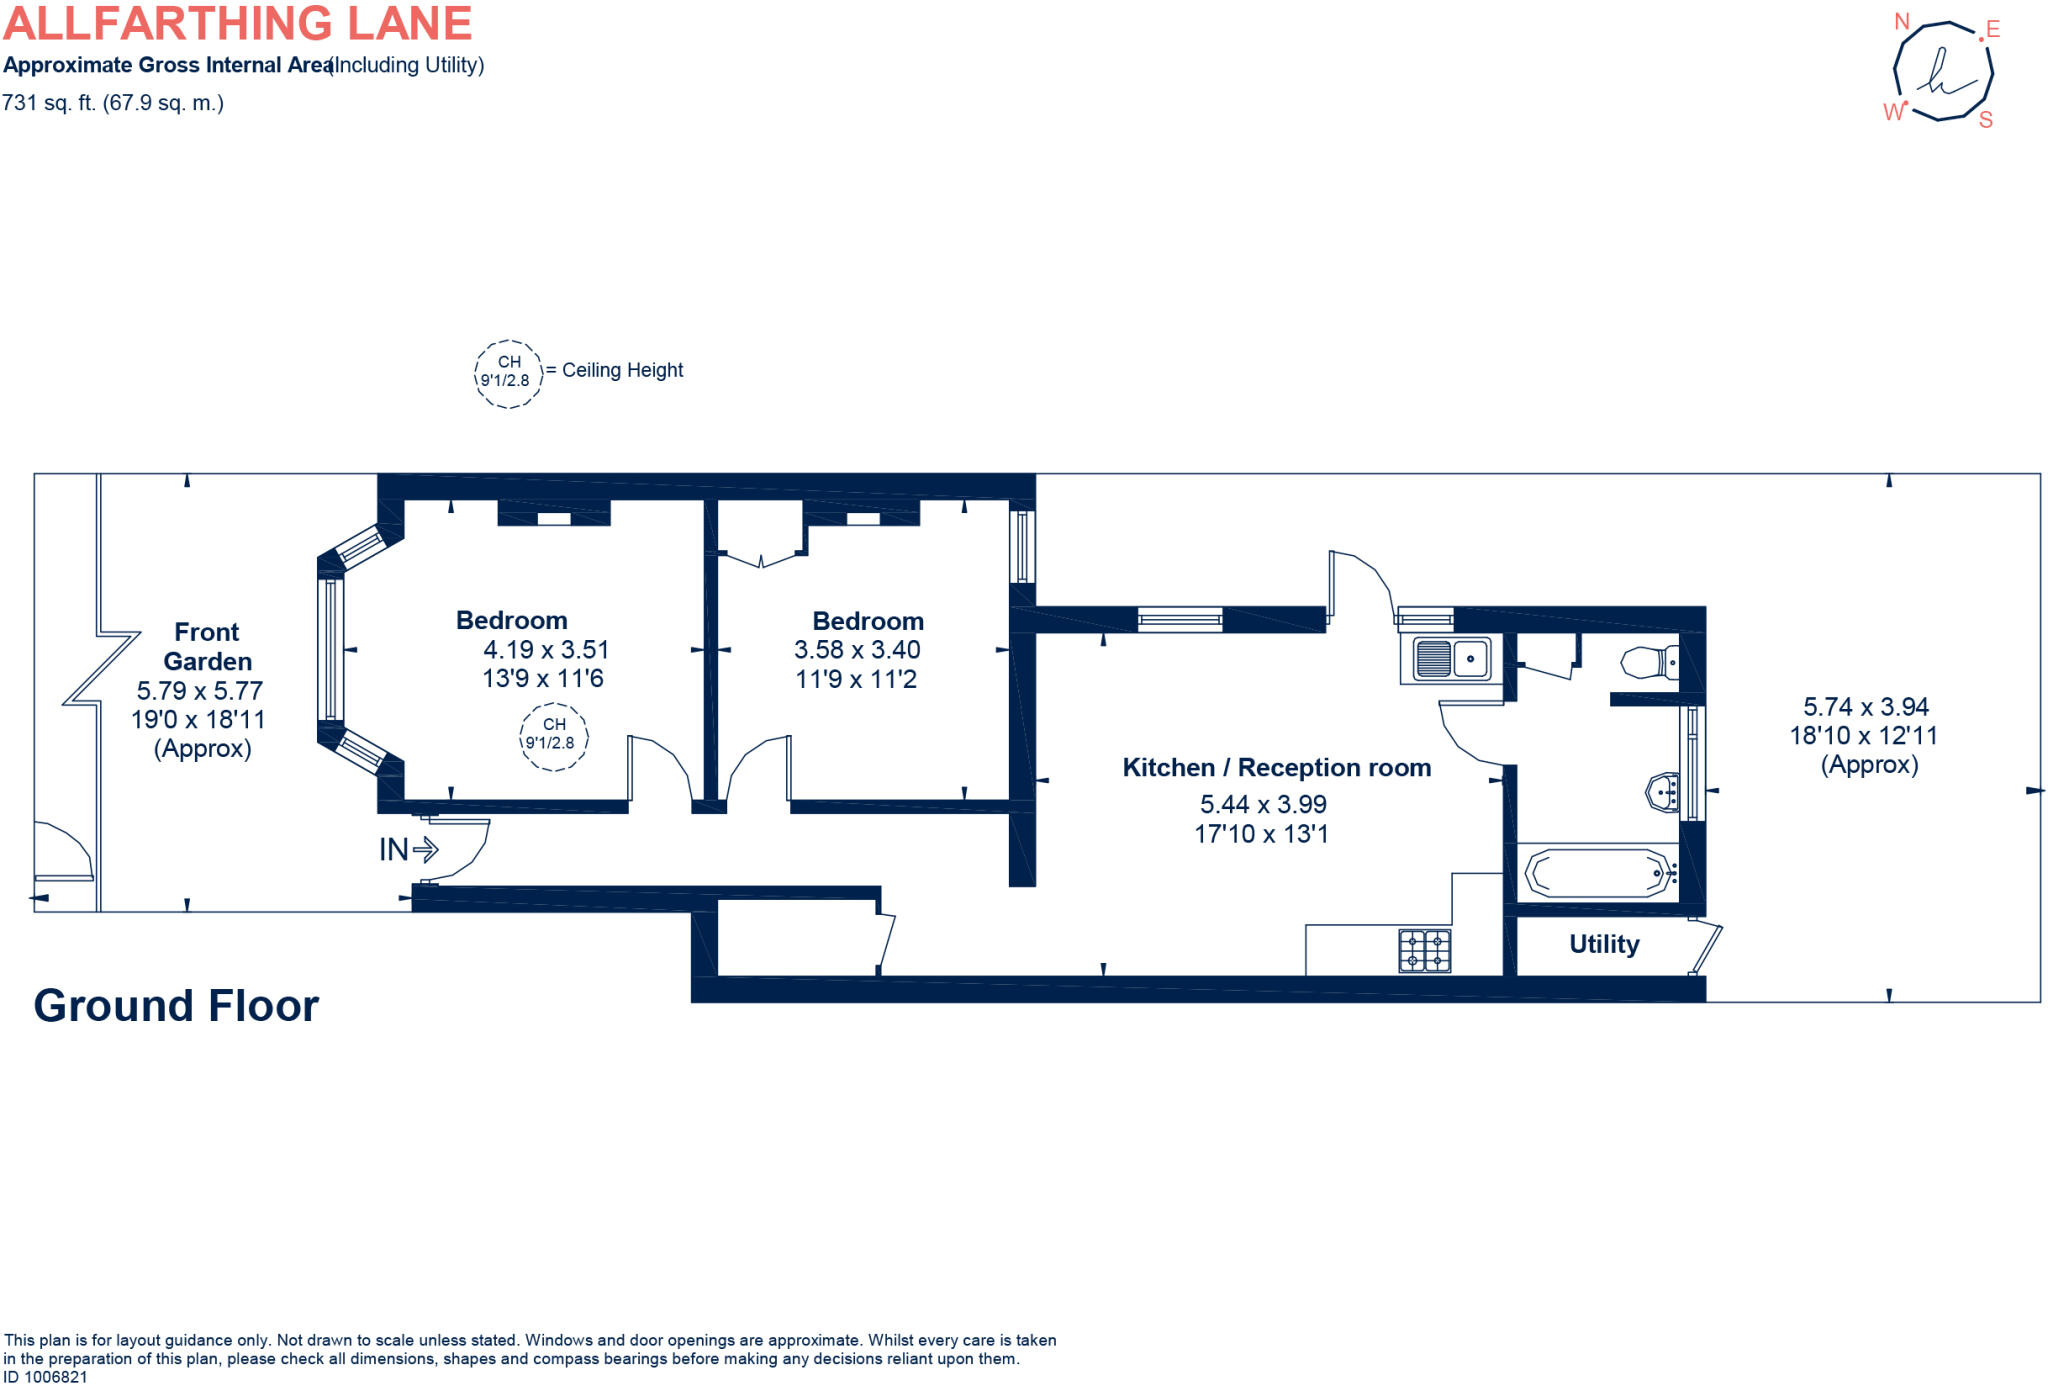 ALLFARTHING LANE
Approximate Gross Internal Area (Including Utility)
731 sq. ft. (67.9 sq. m.)
N
E
W
S
CH
9'1/2.8
= Ceiling Height
Front
Garden
5.79 x 5.77
19'0 x 18'11
(Approx)
Bedroom
4.19 x 3.51
13'9 x 11'6
CH
9'1/2.8
Bedroom
3.58 x 3.40
11'9 x 11'2
IN
Kitchen / Reception room
5.44 x 3.99
17'10 x 13'1
Utility
5.74 x 3.94
18'10 x 12'11
(Approx)
Ground Floor
This plan is for layout guidance only. Not drawn to scale unless stated. Windows and door openings are approximate. Whilst every care is taken
in the preparation of this plan, please check all dimensions, shapes and compass bearings before making any decisions reliant upon them.
ID 1006821